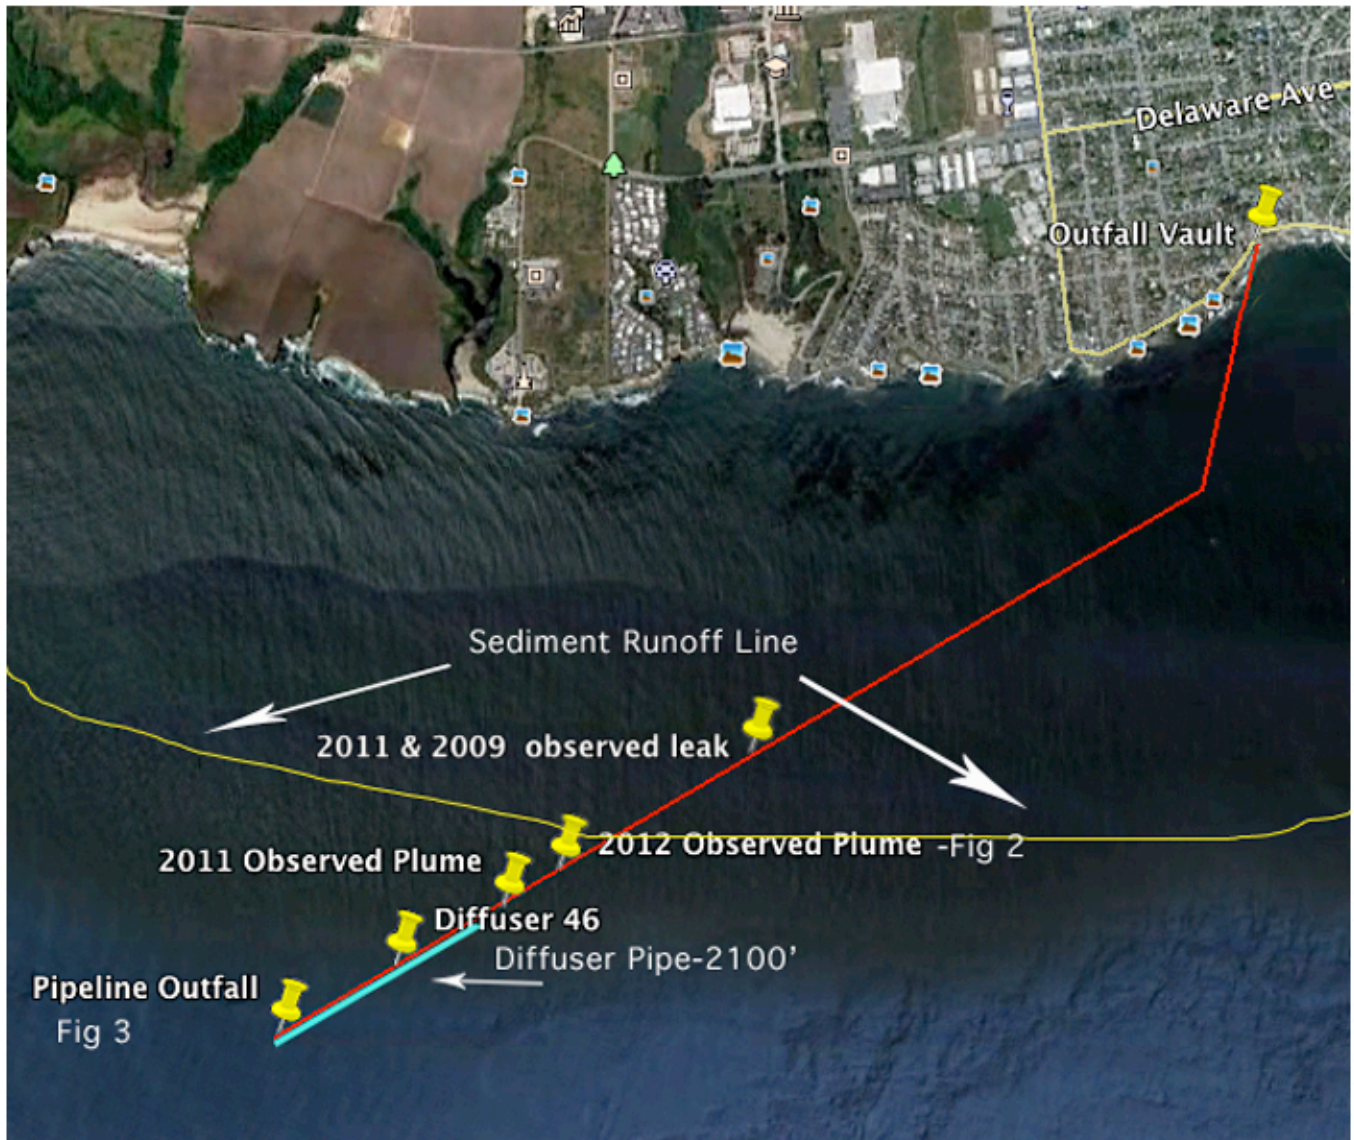 Delaware Ave
Outfall Vault
Sediment Runoff Line
2011 & 2009 observed leak
2012 Observed Plume -Fig 2
2011 Observed Plume
Diffuser 46
Diffuser Pipe-2100'
Pipeline Outfall
Fig 3